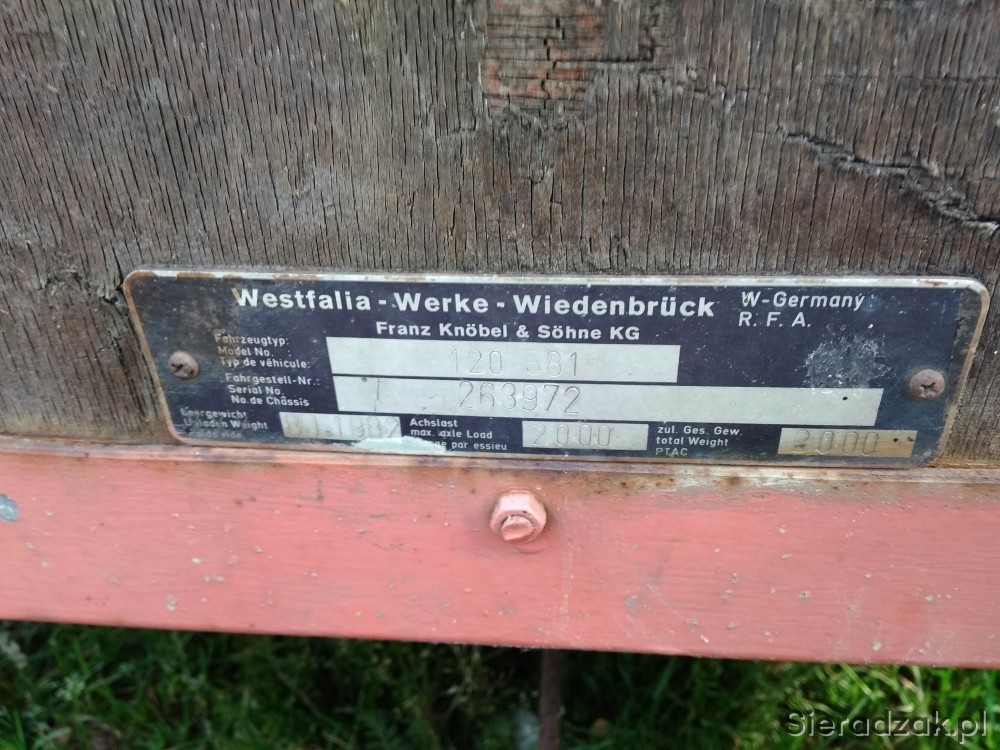 Westfalia - Werke - Wiedenbrück
W-Germany
R. F. A.
Franz Knöbel & Söhne KG
Fahrzeugtyp:
Model No. :
Typ de véhicule:
120 381
Fahrgestell-Nr.:
Serial No.
No. de Châssis
263972
Leergewicht
Unladen Weight
vide
Achslast
max. axle Load
par essieu
2000
zul. Ges. Gew.
total Weight
PTAC
2000
Sieradzak.pl